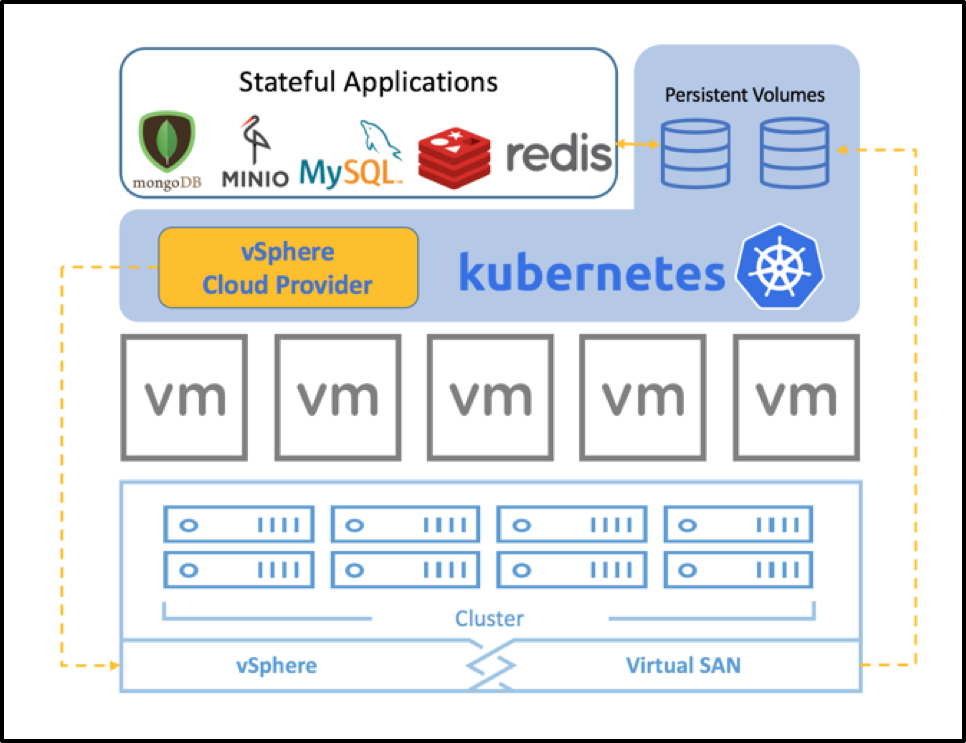 Stateful Applications
Persistent Volumes
mongoDB
MINIO
MySQL™
redis
vSphere
Cloud Provider
kubernetes
vm
vm
vm
vm
vm
Cluster
vSphere
Virtual SAN